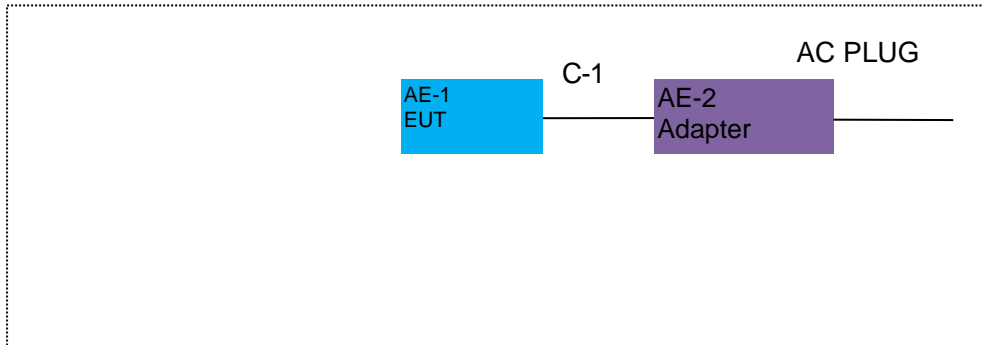 AC PLUG
C-1
AE-1
EUT
AE-2
Adapter